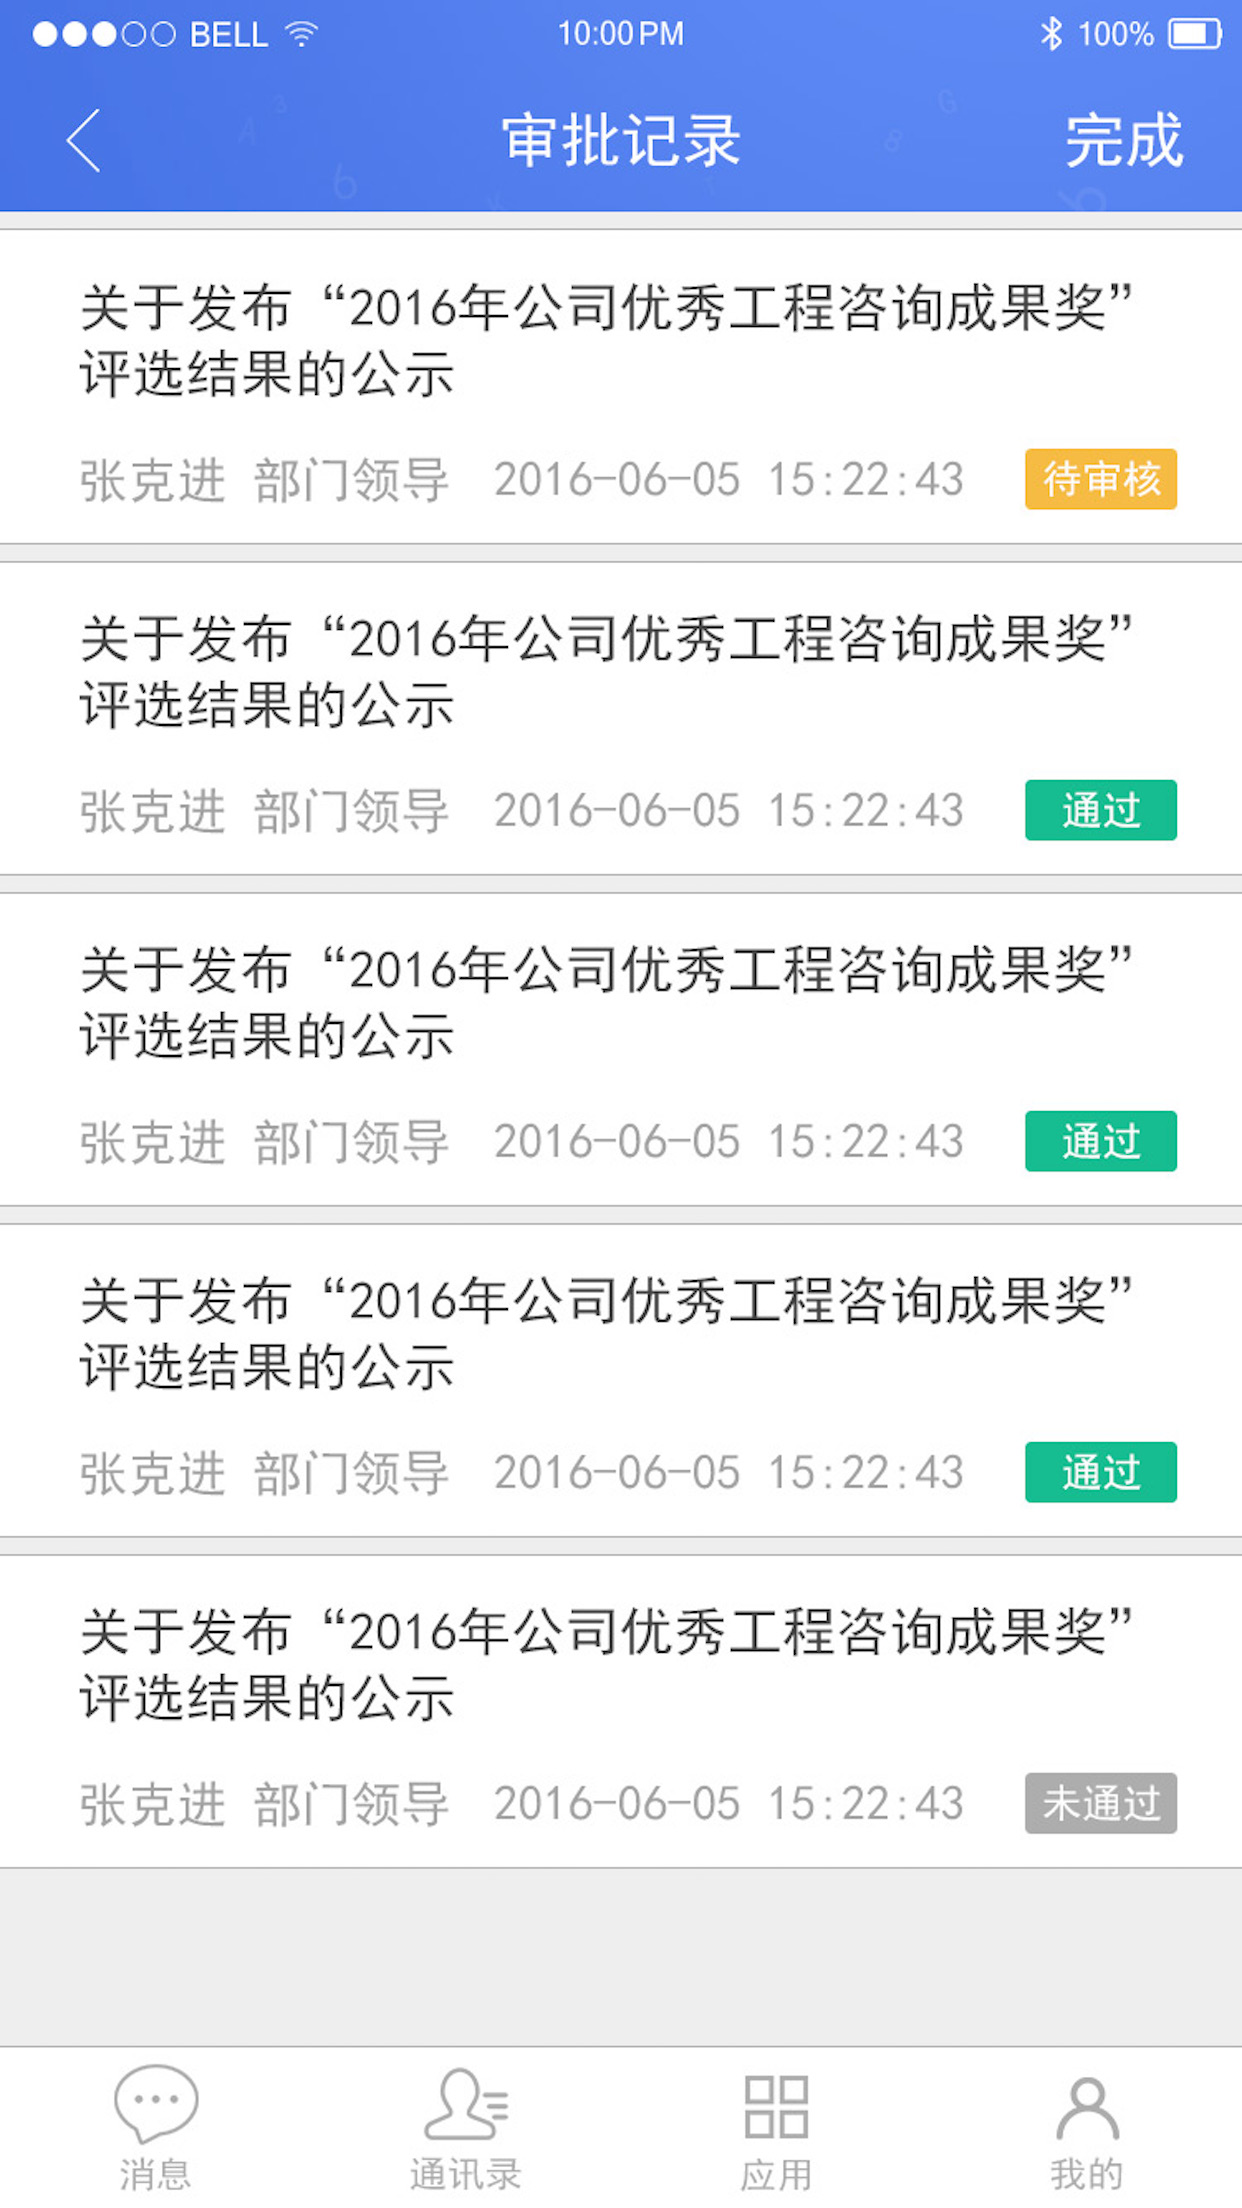 BELL 10:00 PM 100%
审批记录 完成
关于发布“2016年公司优秀工程咨询成果奖”
评选结果的公示
张克进 部门领导 2016-06-05 15:22:43 待审核
关于发布“2016年公司优秀工程咨询成果奖”
评选结果的公示
张克进 部门领导 2016-06-05 15:22:43 通过
关于发布“2016年公司优秀工程咨询成果奖”
评选结果的公示
张克进 部门领导 2016-06-05 15:22:43 通过
关于发布“2016年公司优秀工程咨询成果奖”
评选结果的公示
张克进 部门领导 2016-06-05 15:22:43 通过
关于发布“2016年公司优秀工程咨询成果奖”
评选结果的公示
张克进 部门领导 2016-06-05 15:22:43 未通过
消息 通讯录 应用 我的